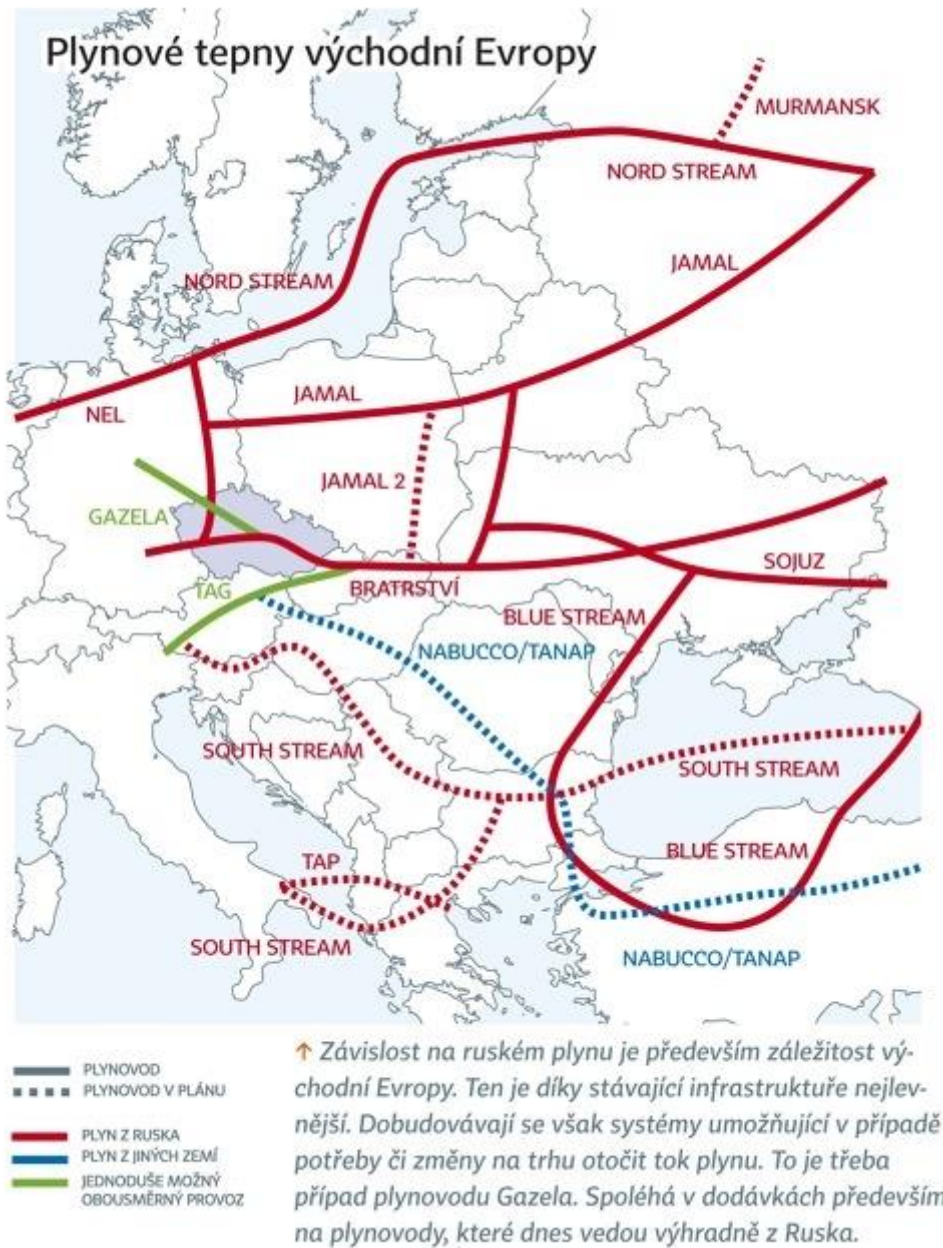 Plynové tepny východní Evropy
MURMANSK
NORD STREAM
JAMAL
NORD STREAM
JAMAL
NEL
JAMAL 2
GAZELA
SOJUZ
TAG
BRATRSTVÍ
BLUE STREAM
NABUCCO/TANAP
SOUTH STREAM
SOUTH STREAM
BLUE STREAM
TAP
SOUTH STREAM
NABUCCO/TANAP
PLYNOVOD
PLYNOVOD V PLÁNU
PLYN Z RUSKA
PLYN Z JINÝCH ZEMÍ
JEDNODUŠE MOŽNÝ
OBOUSMĚRNÝ PROVOZ
↑ Závislost na ruském plynu je především záležitost vý-
chodní Evropy. Ten je díky stávající infrastruktuře nejlev-
nější. Dobudovávají se však systémy umožňující v případě
potřeby či změny na trhu otočit tok plynu. To je třeba
případ plynovodu Gazela. Spoléhá v dodávkách především
na plynovody, které dnes vedou výhradně z Ruska.